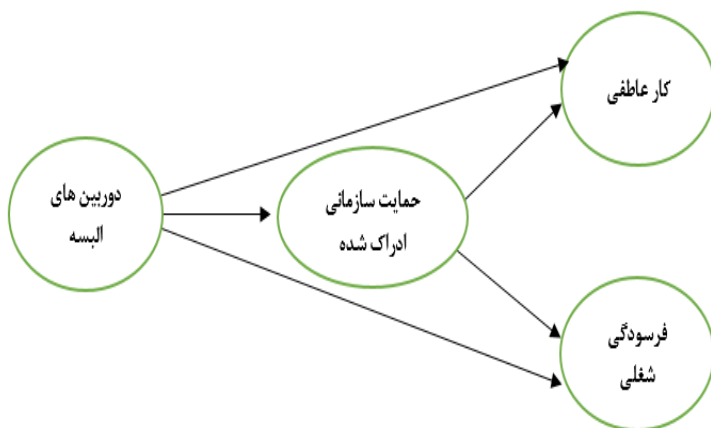 کار عاطفی
دوربین های
البسه
حمایت سازمانی
ادراک شده
فرسودگی
شغلی